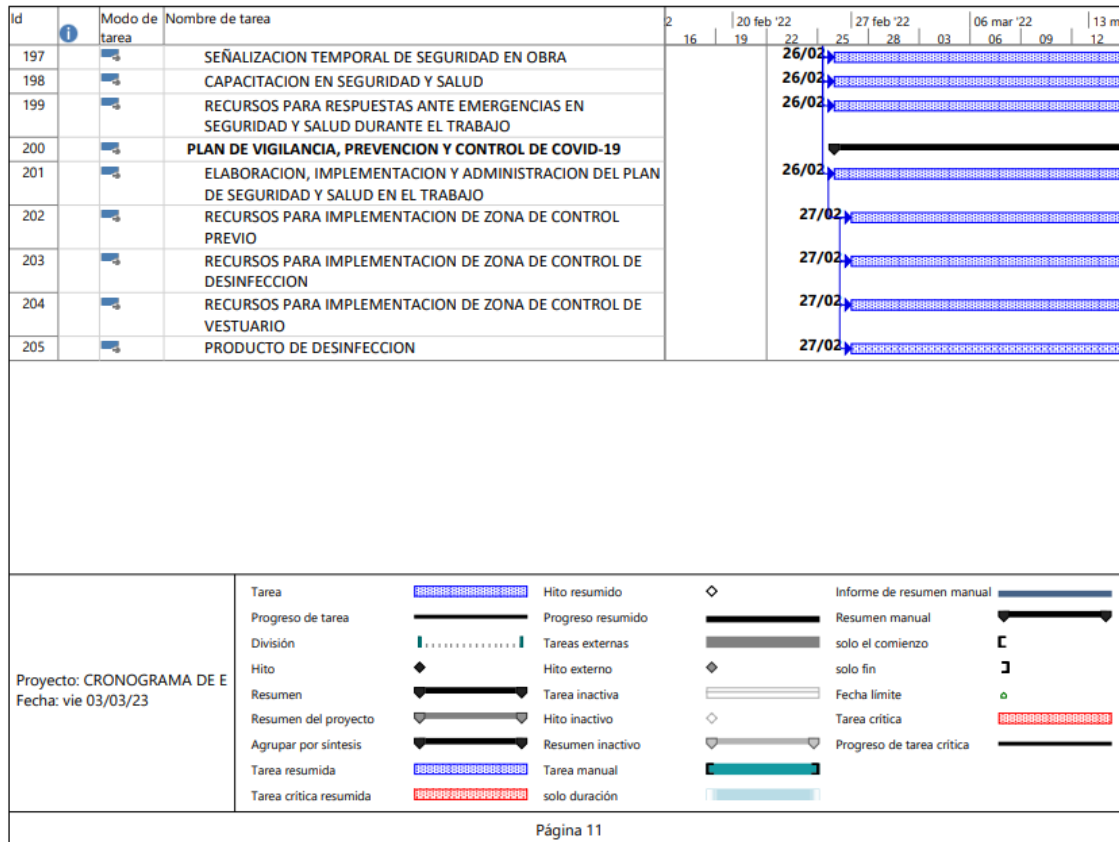 Id
Modo de tarea
Nombre de tarea
2
20 feb '22
27 feb '22
06 mar '22
13 m
16 19 22 25 28 03 06 09 12
197 SEÑALIZACION TEMPORAL DE SEGURIDAD EN OBRA 26/02
198 CAPACITACION EN SEGURIDAD Y SALUD 26/02
199 RECURSOS PARA RESPUESTAS ANTE EMERGENCIAS EN 26/02
SEGURIDAD Y SALUD DURANTE EL TRABAJO
200 PLAN DE VIGILANCIA, PREVENCION Y CONTROL DE COVID-19
201 ELABORACION, IMPLEMENTACION Y ADMINISTRACION DEL PLAN 26/02
DE SEGURIDAD Y SALUD EN EL TRABAJO
202 RECURSOS PARA IMPLEMENTACION DE ZONA DE CONTROL 27/02
PREVIO
203 RECURSOS PARA IMPLEMENTACION DE ZONA DE CONTROL DE 27/02
DESINFECCION
204 RECURSOS PARA IMPLEMENTACION DE ZONA DE CONTROL DE 27/02
VESTUARIO
205 PRODUCTO DE DESINFECCION 27/02
Proyecto: CRONOGRAMA DE E
Fecha: vie 03/03/23
Tarea
Progreso de tarea
División
Hito
Resumen
Resumen del proyecto
Agrupar por síntesis
Tarea resumida
Tarea crítica resumida
Hito resumido
Progreso resumido
Tareas externas
Hito externo
Tarea inactiva
Hito inactivo
Resumen inactivo
Tarea manual
solo duración
Informe de resumen manual
Resumen manual
solo el comienzo
solo fin
Fecha límite
Tarea crítica
Progreso de tarea crítica
Página 11